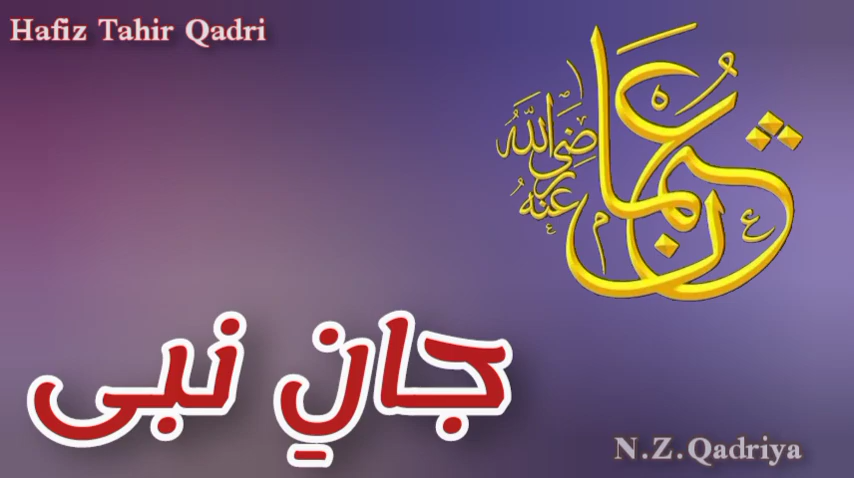 Hafiz Tahir Qadri
عثمان
رضي الله
عنه
جانِ نبی
N.Z.Qadriya